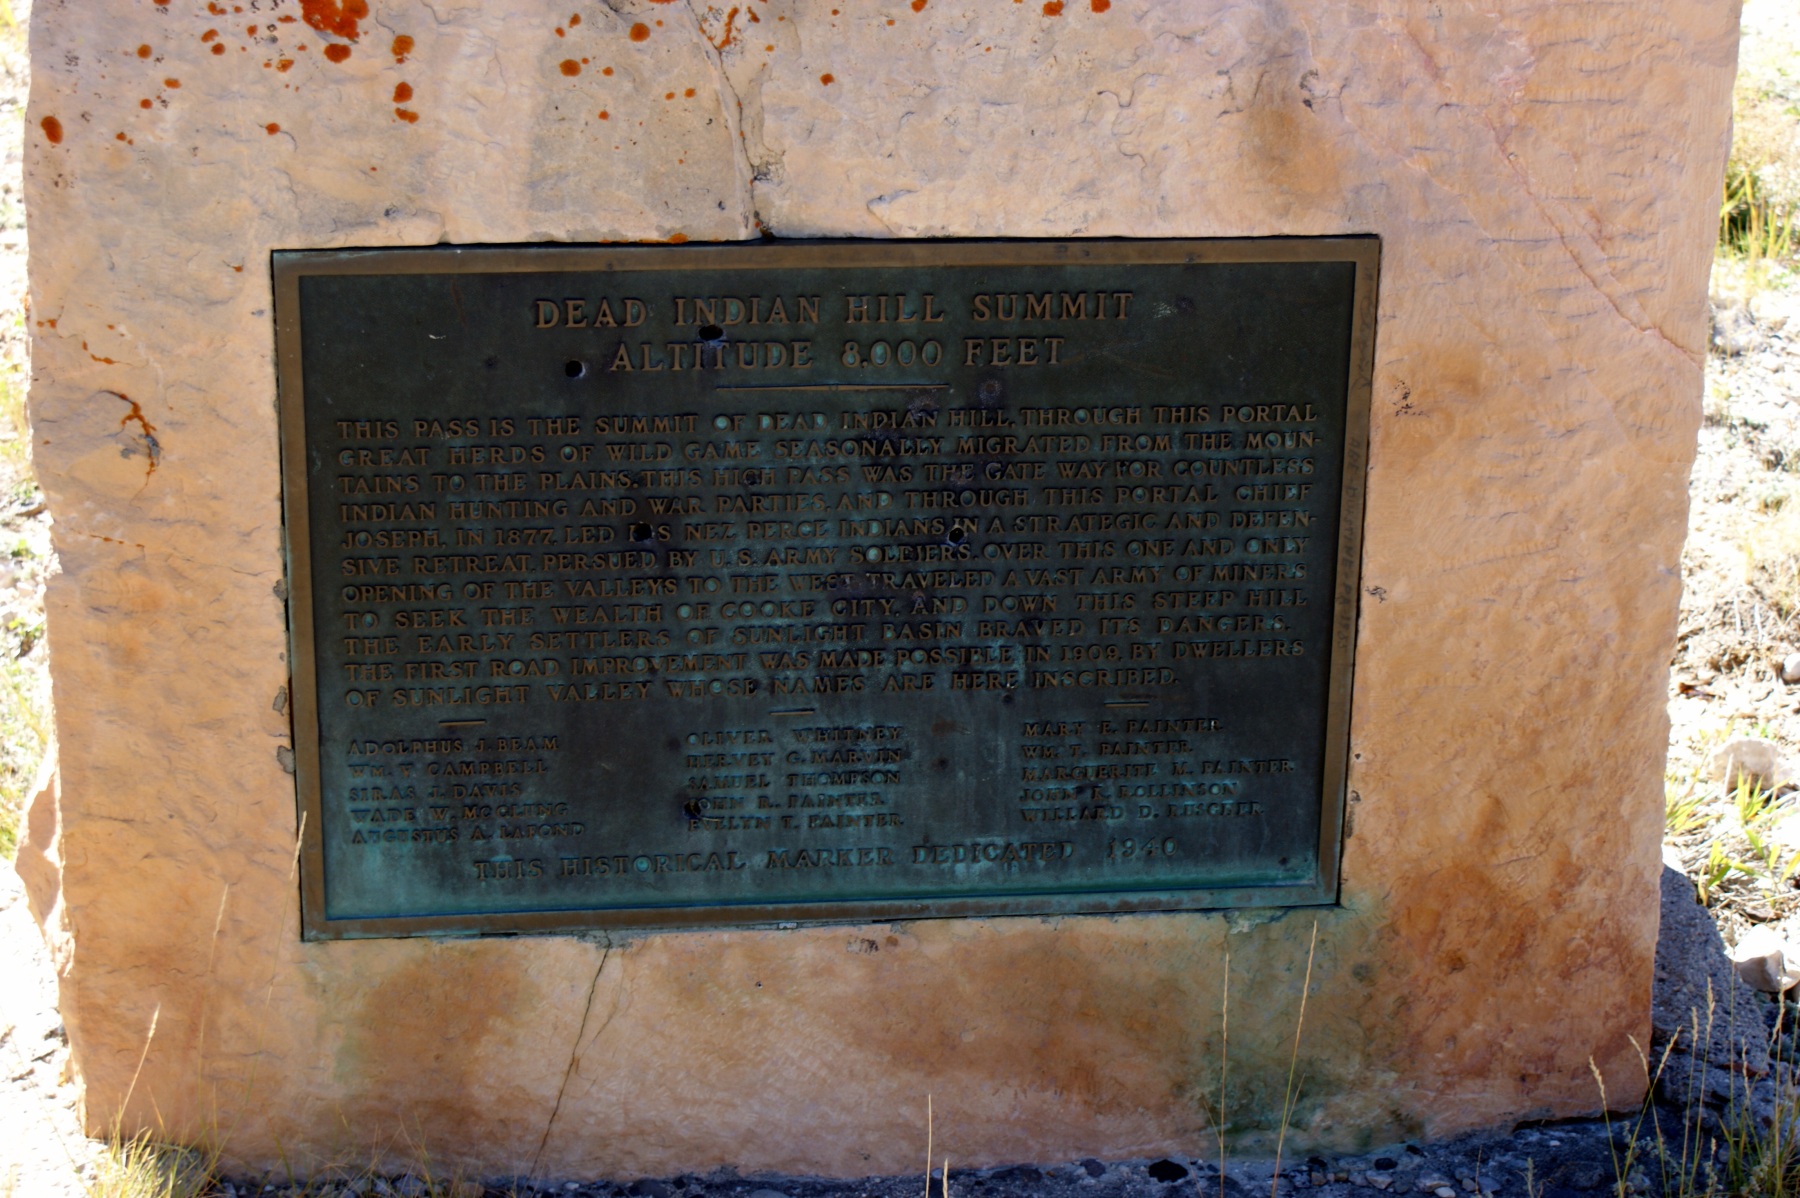 DEAD INDIAN HILL SUMMIT
ALTITUDE 8,000 FEET
THIS PASS IS THE SUMMIT OF DEAD INDIAN HILL. THROUGH THIS PORTAL
GREAT HERDS OF WILD GAME SEASONALLY MIGRATED FROM THE MOUN-
TAINS TO THE PLAINS. THIS HIGH PASS WAS THE GATE WAY FOR COUNTLESS
INDIAN HUNTING AND WAR PARTIES, AND THROUGH THIS PORTAL CHIEF
JOSEPH, IN 1877, LED HIS NEZ PERCE INDIANS IN A STRATEGIC AND DEFEN-
SIVE RETREAT, PERSUED BY U.S. ARMY SOLDIERS. OVER THIS ONE AND ONLY
OPENING OF THE VALLEYS TO THE WEST, TRAVELED A VAST ARMY OF MINERS
TO SEEK THE WEALTH OF COOKE CITY, AND DOWN THIS STEEP HILL
THE EARLY SETTLERS OF SUNLIGHT BASIN BRAVED ITS DANGERS.
THE FIRST ROAD IMPROVEMENT WAS MADE POSSIBLE, IN 1909, BY DWELLERS
OF SUNLIGHT VALLEY WHOSE NAMES ARE HERE INSCRIBED.
ADOLPHUS J. BEAM
WM. V. CAMPBELL
SIRAS J. DAVIS
WADE W. MCCLUNG
AUGUSTUS A. LAFOND
OLIVER WHITNEY
HERVEY G. MARVIN
SAMUEL THOMPSON
JOHN R. PAINTER
EVELYN T. PAINTER
MARY E. PAINTER
WM. T. PAINTER
MARGUERITE M. PAINTER
JOHN K. ROLLINSON
WILLARD D. RUSCHER
THIS HISTORICAL MARKER DEDICATED 1940